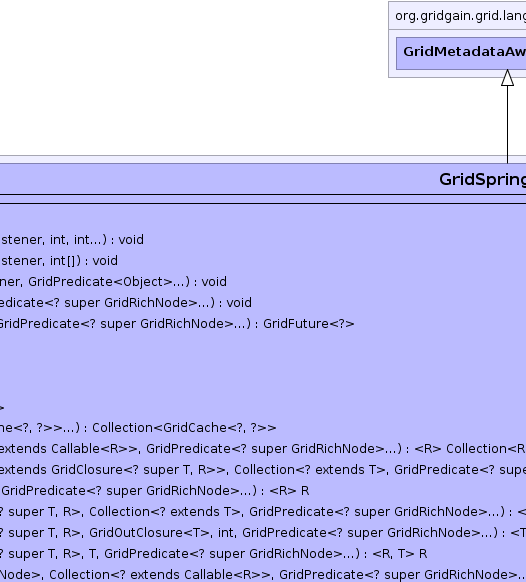 org.gridgain.grid.lang
GridMetadataAw
GridSpring
stener, int, int...) : void
stener, int[]) : void
ner, GridPredicate<Object>...) : void
edicate<? super GridRichNode>...) : void
GridPredicate<? super GridRichNode>...) : GridFuture<?>
>
he<?, ?>>...) : Collection<GridCache<?, ?>>
extends Callable<R>>, GridPredicate<? super GridRichNode>...) : <R> Collection<R
extends GridClosure<? super T, R>>, Collection<? extends T>, GridPredicate<? supe
GridPredicate<? super GridRichNode>...) : <R> R
? super T, R>, Collection<? extends T>, GridPredicate<? super GridRichNode>...) : <
? super T, R>, GridOutClosure<T>, int, GridPredicate<? super GridRichNode>...) : <T
? super T, R>, T, GridPredicate<? super GridRichNode>...) : <R, T> R
Node>, Collection<? extends Callable<R>>, GridPredicate<? super GridRichNode>...